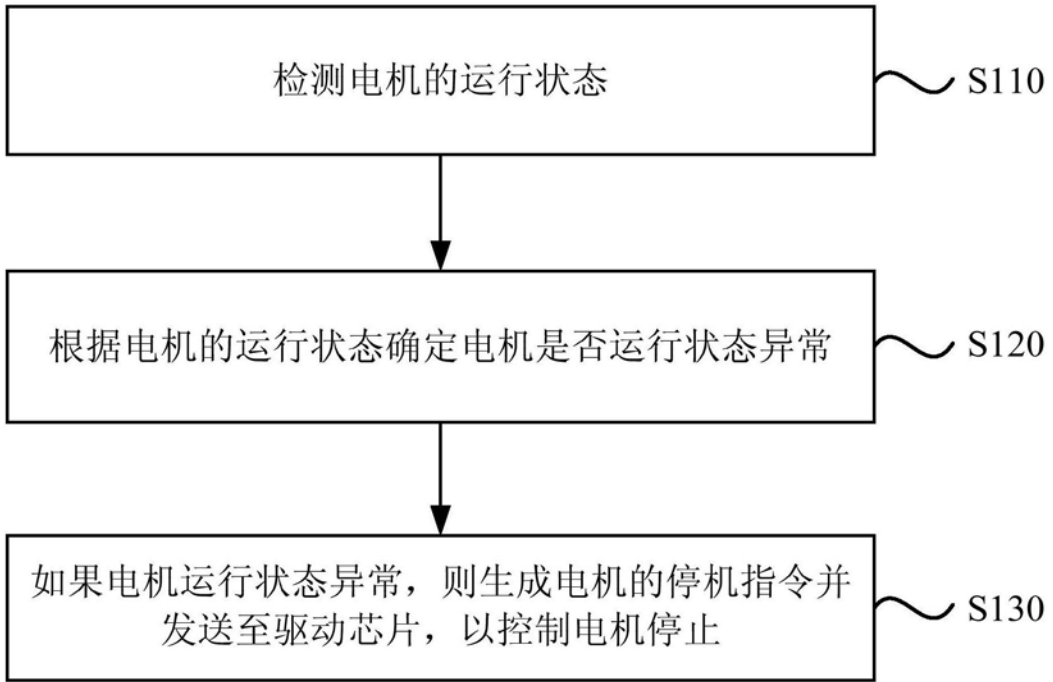 检测电机的运行状态
S110
根据电机的运行状态确定电机是否运行状态异常
S120
如果电机运行状态异常，则生成电机的停机指令并
发送至驱动芯片，以控制电机停止
S130